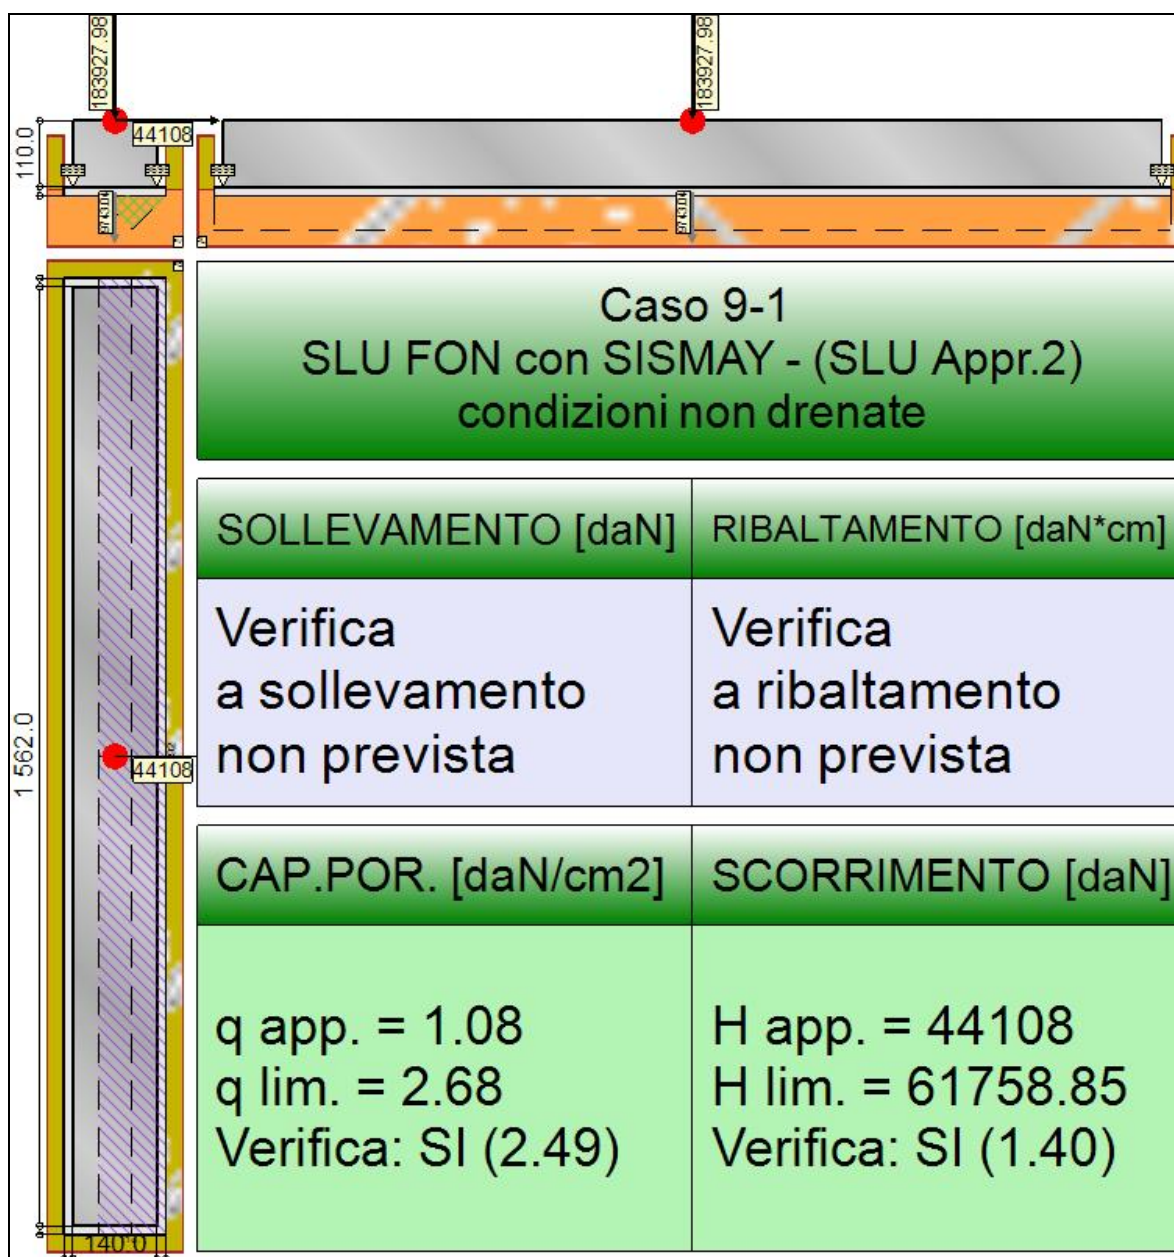 183927.98
183927.98
44108
110.0
Caso 9-1
SLU FON con SISMAY - (SLU Appr.2)
condizioni non drenate
SOLLEVAMENTO [daN]
RIBALTAMENTO [daN*cm]
Verifica
a sollevamento
non prevista
Verifica
a ribaltamento
non prevista
1 562.0
44108
CAP.POR. [daN/cm2]
SCORRIMENTO [daN]
q app. = 1.08
q lim. = 2.68
Verifica: SI (2.49)
H app. = 44108
H lim. = 61758.85
Verifica: SI (1.40)
140.0